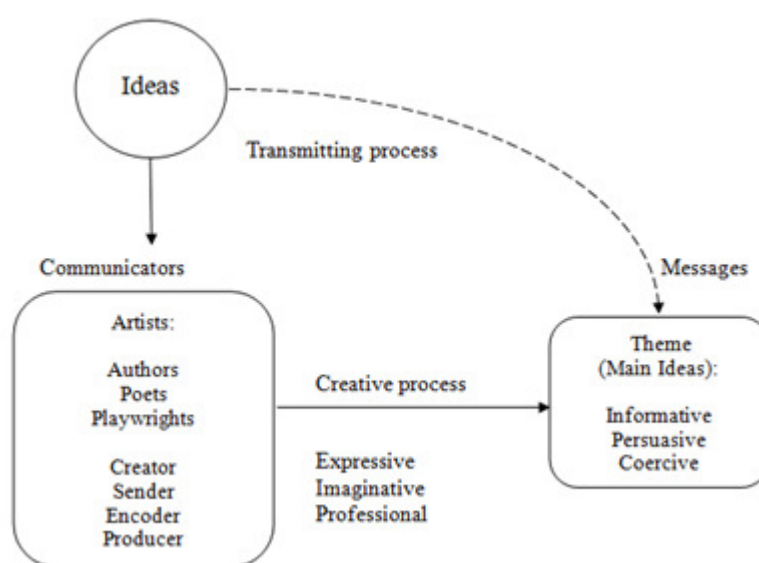 Ideas
Transmitting process
Communicators
Messages
Artists:
Authors
Poets
Playwrights
Creator
Sender
Encoder
Producer
Creative process
Expressive
Imaginative
Professional
Theme
(Main Ideas):
Informative
Persuasive
Coercive